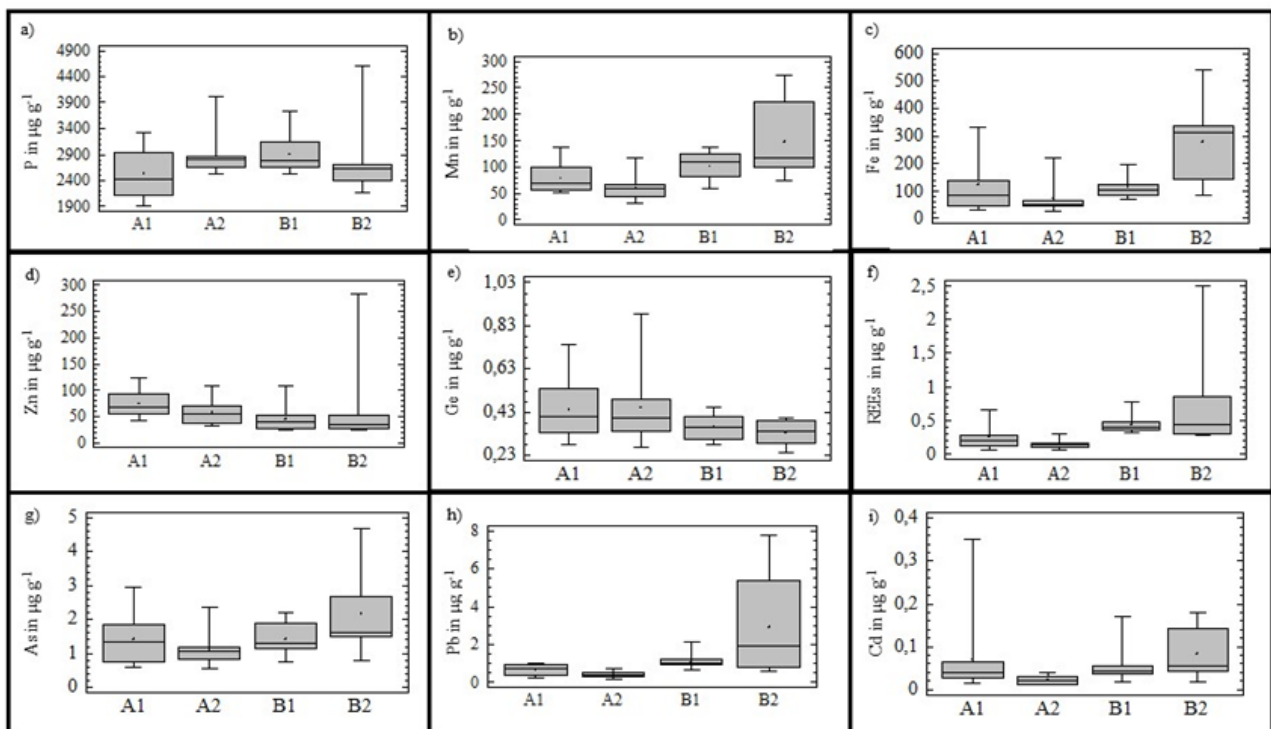 a)
P in µg g-1
4900
4400
3900
3400
2900
2400
1900
A1 A2 B1 B2
b)
Mn in µg g-1
300
250
200
150
100
50
0
A1 A2 B1 B2
c)
Fe in µg g-1
600
500
400
300
200
100
0
A1 A2 B1 B2
d)
Zn in µg g-1
300
250
200
150
100
50
0
A1 A2 B1 B2
e)
Ge in µg g-1
1,03
0,83
0,63
0,43
0,23
A1 A2 B1 B2
f)
REEs in µg g-1
2,5
2
1,5
1
0,5
0
A1 A2 B1 B2
g)
As in µg g-1
5
4
3
2
1
0
A1 A2 B1 B2
h)
Pb in µg g-1
8
6
4
2
0
A1 A2 B1 B2
i)
Cd in µg g-1
0,4
0,3
0,2
0,1
0
A1 A2 B1 B2